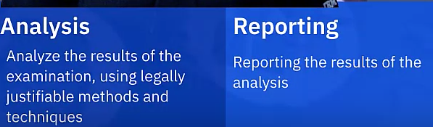 Analysis
Analyze the results of the
examination, using legally
justifiable methods and
techniques
Reporting
Reporting the results of the
analysis